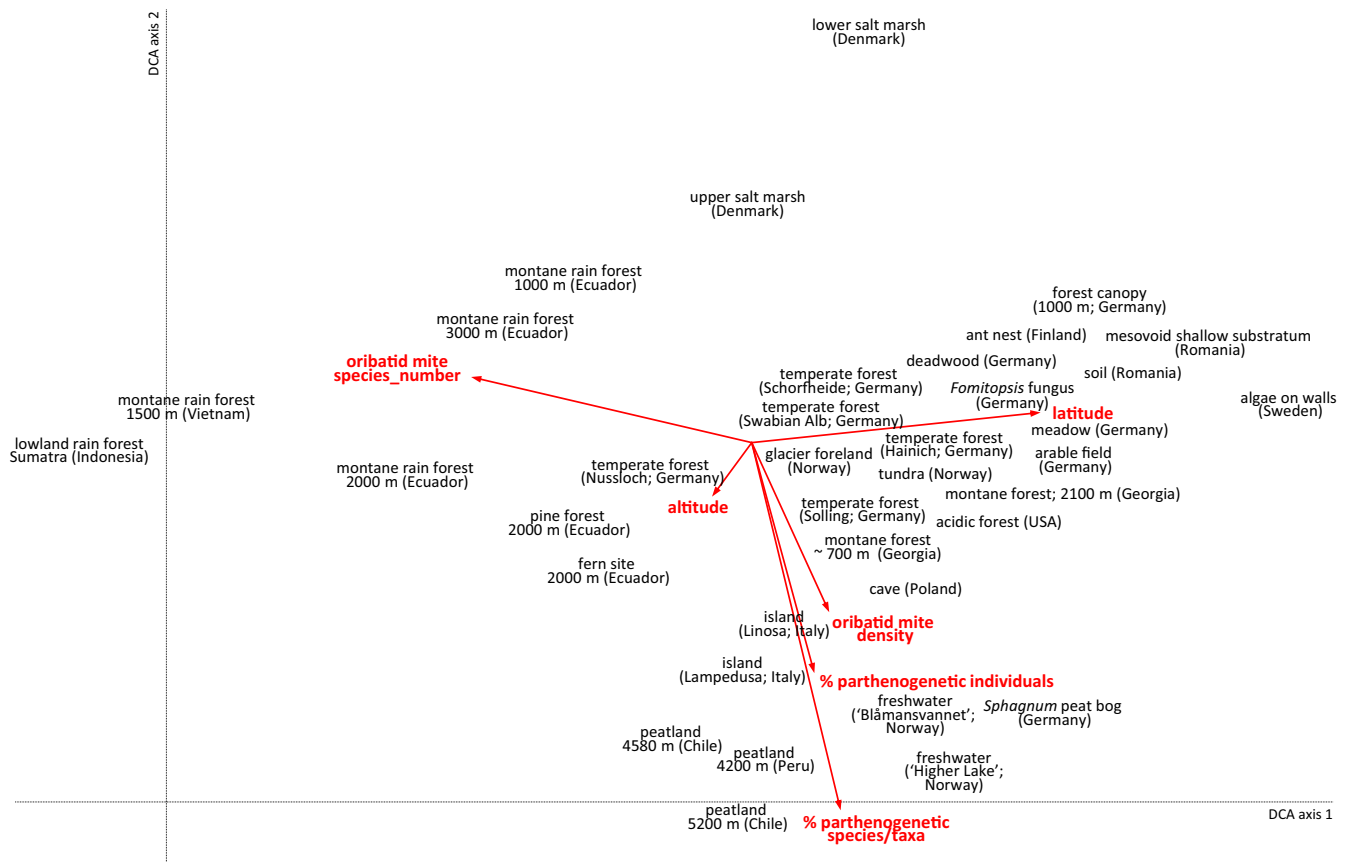 lower salt marsh
(Denmark)
DCA axis 2
upper salt marsh
(Denmark)
montane rain forest
1000 m (Ecuador)
forest canopy
(1000 m; Germany)
montane rain forest
3000 m (Ecuador)
ant nest (Finland)
mesovoid shallow substratum
(Romania)
oribatid mite
species_number
deadwood (Germany)
temperate forest
(Schorfheide; Germany)
soil (Romania)
Fomitopsis fungus
(Germany)
montane rain forest
1500 m (Vietnam)
algae on walls
(Sweden)
temperate forest
(Swabian Alb; Germany)
latitude
meadow (Germany)
lowland rain forest
Sumatra (Indonesia)
temperate forest
(Hainich; Germany)
glacier foreland
(Norway)
arable field
(Germany)
montane rain forest
2000 m (Ecuador)
temperate forest
(Nussloch; Germany)
tundra (Norway)
montane forest; 2100 m (Georgia)
altitude
temperate forest
(Solling; Germany)
pine forest
2000 m (Ecuador)
acidic forest (USA)
montane forest
~ 700 m (Georgia)
fern site
2000 m (Ecuador)
cave (Poland)
island
(Linosa; Italy)
oribatid mite
density
island
(Lampedusa; Italy)
% parthenogenetic individuals
freshwater
('Blåmansvannet';
Norway)
Sphagnum peat bog
(Germany)
peatland
4580 m (Chile)
peatland
4200 m (Peru)
freshwater
('Higher Lake';
Norway)
peatland
5200 m (Chile)
% parthenogenetic
species/taxa
DCA axis 1